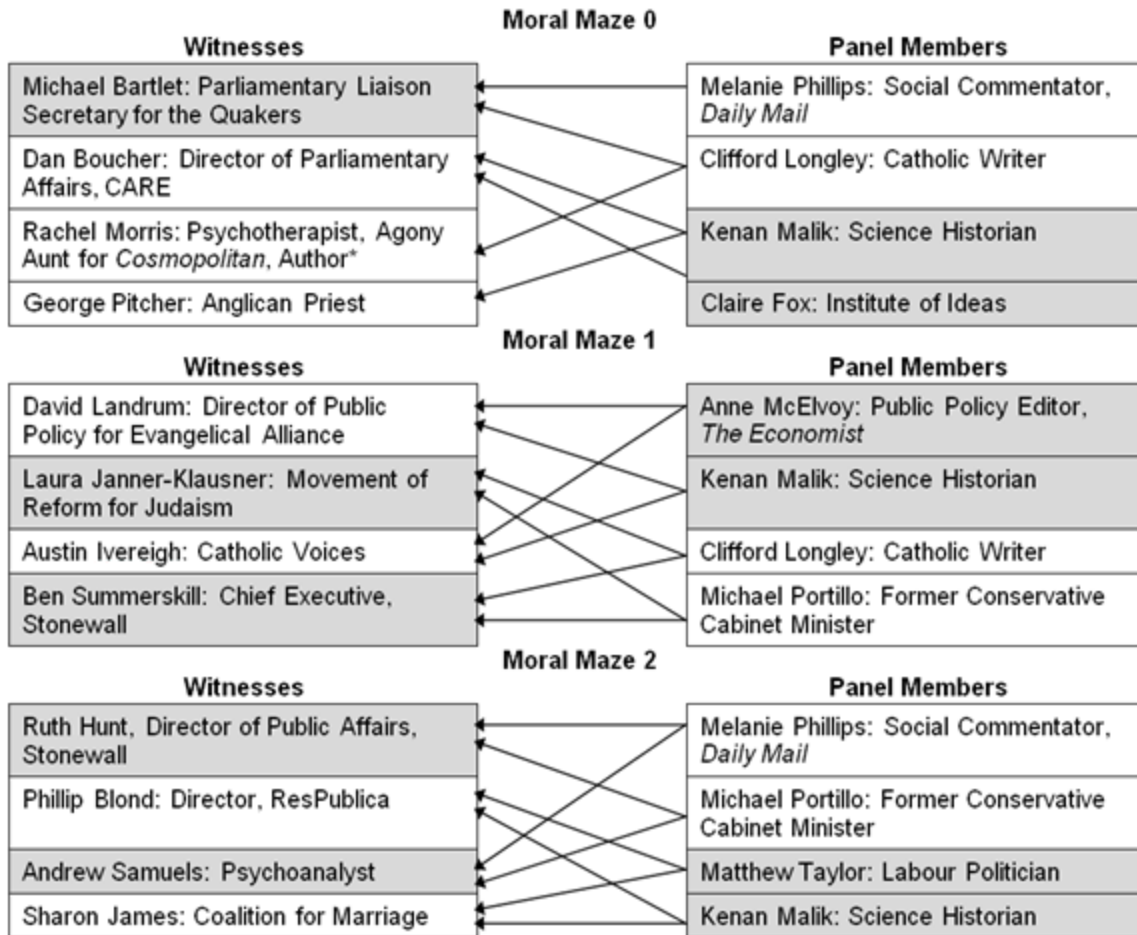 Moral Maze 0
Witnesses
Panel Members
Michael Bartlet: Parliamentary Liaison
Secretary for the Quakers
Melanie Phillips: Social Commentator,
Daily Mail
Dan Boucher: Director of Parliamentary
Affairs, CARE
Clifford Longley: Catholic Writer
Rachel Morris: Psychotherapist, Agony
Aunt for Cosmopolitan, Author*
Kenan Malik: Science Historian
George Pitcher: Anglican Priest
Claire Fox: Institute of Ideas
Moral Maze 1
Witnesses
Panel Members
David Landrum: Director of Public
Policy for Evangelical Alliance
Anne McElvoy: Public Policy Editor,
The Economist
Laura Janner-Klausner: Movement of
Reform for Judaism
Kenan Malik: Science Historian
Austin Ivereigh: Catholic Voices
Clifford Longley: Catholic Writer
Ben Summerskill: Chief Executive,
Stonewall
Michael Portillo: Former Conservative
Cabinet Minister
Moral Maze 2
Witnesses
Panel Members
Ruth Hunt, Director of Public Affairs,
Stonewall
Melanie Phillips: Social Commentator,
Daily Mail
Phillip Blond: Director, ResPublica
Michael Portillo: Former Conservative
Cabinet Minister
Andrew Samuels: Psychoanalyst
Matthew Taylor: Labour Politician
Sharon James: Coalition for Marriage
Kenan Malik: Science Historian